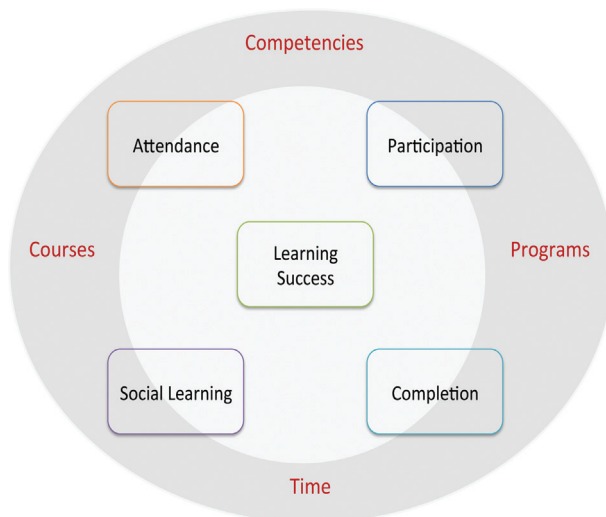 Competencies
Attendance
Participation
Courses
Learning
Success
Programs
Social Learning
Completion
Time